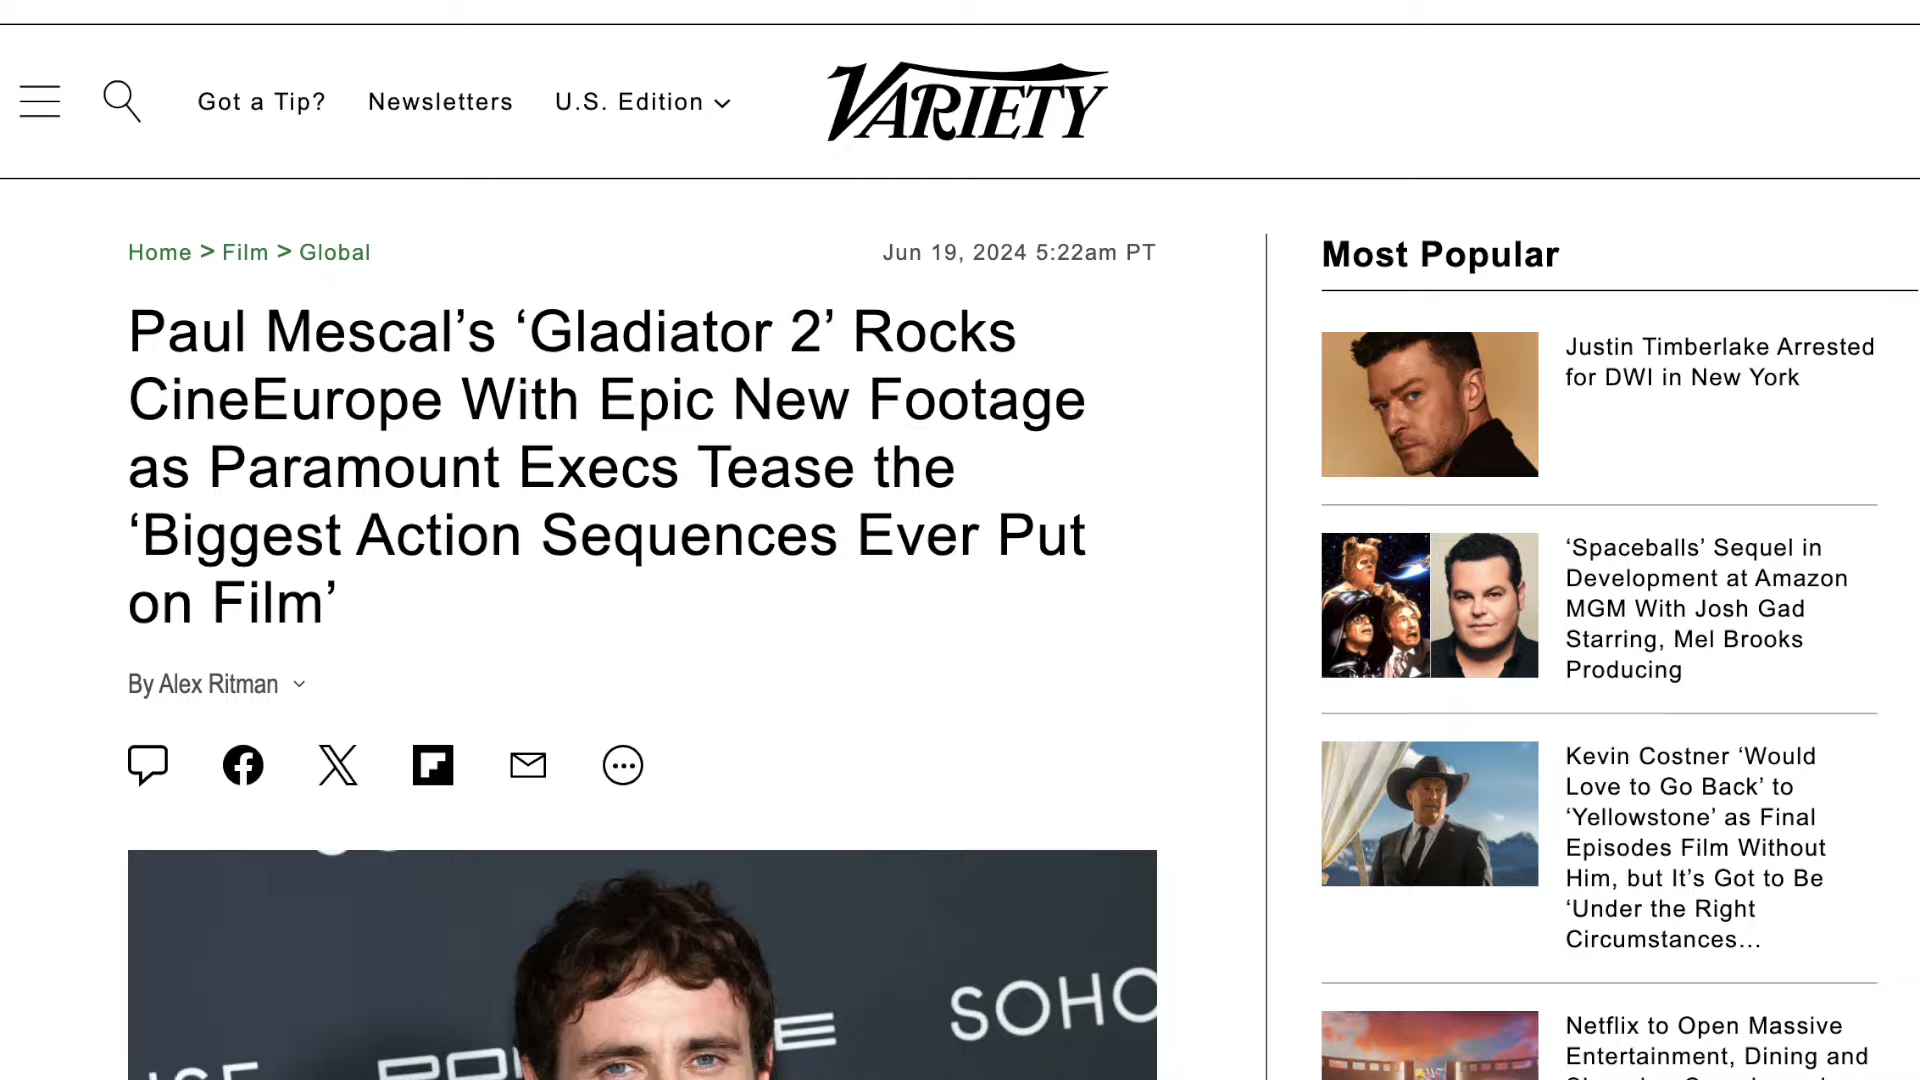 Got a Tip? Newsletters U.S. Edition VARIETY
Home > Film > Global
Jun 19, 2024 5:22am PT
Paul Mescal’s ‘Gladiator 2’ Rocks
CineEurope With Epic New Footage
as Paramount Execs Tease the
‘Biggest Action Sequences Ever Put
on Film’
By Alex Ritman
SOHO
Most Popular
Justin Timberlake Arrested
for DWI in New York
‘Spaceballs’ Sequel in
Development at Amazon
MGM With Josh Gad
Starring, Mel Brooks
Producing
Kevin Costner ‘Would
Love to Go Back’ to
‘Yellowstone’ as Final
Episodes Film Without
Him, but It’s Got to Be
‘Under the Right
Circumstances...
Netflix to Open Massive
Entertainment, Dining and